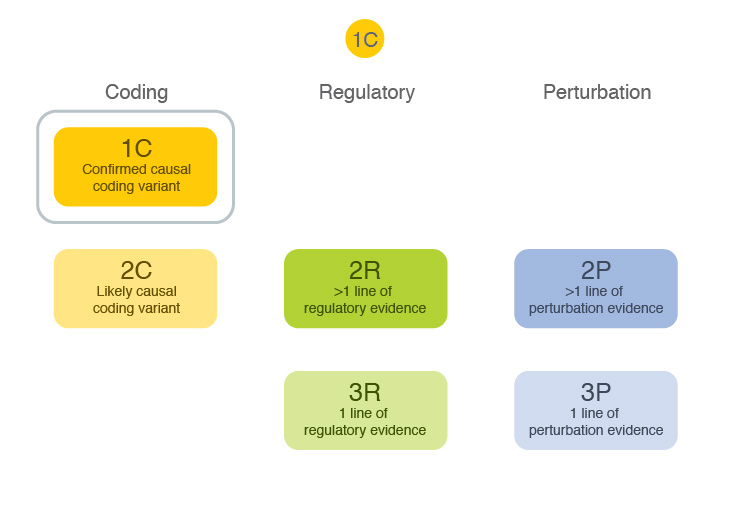 1C
Coding
Regulatory
Perturbation
1C
Confirmed causal
coding variant
2C
Likely causal
coding variant
2R
>1 line of
regulatory evidence
2P
>1 line of
perturbation evidence
3R
1 line of
regulatory evidence
3P
1 line of
perturbation evidence